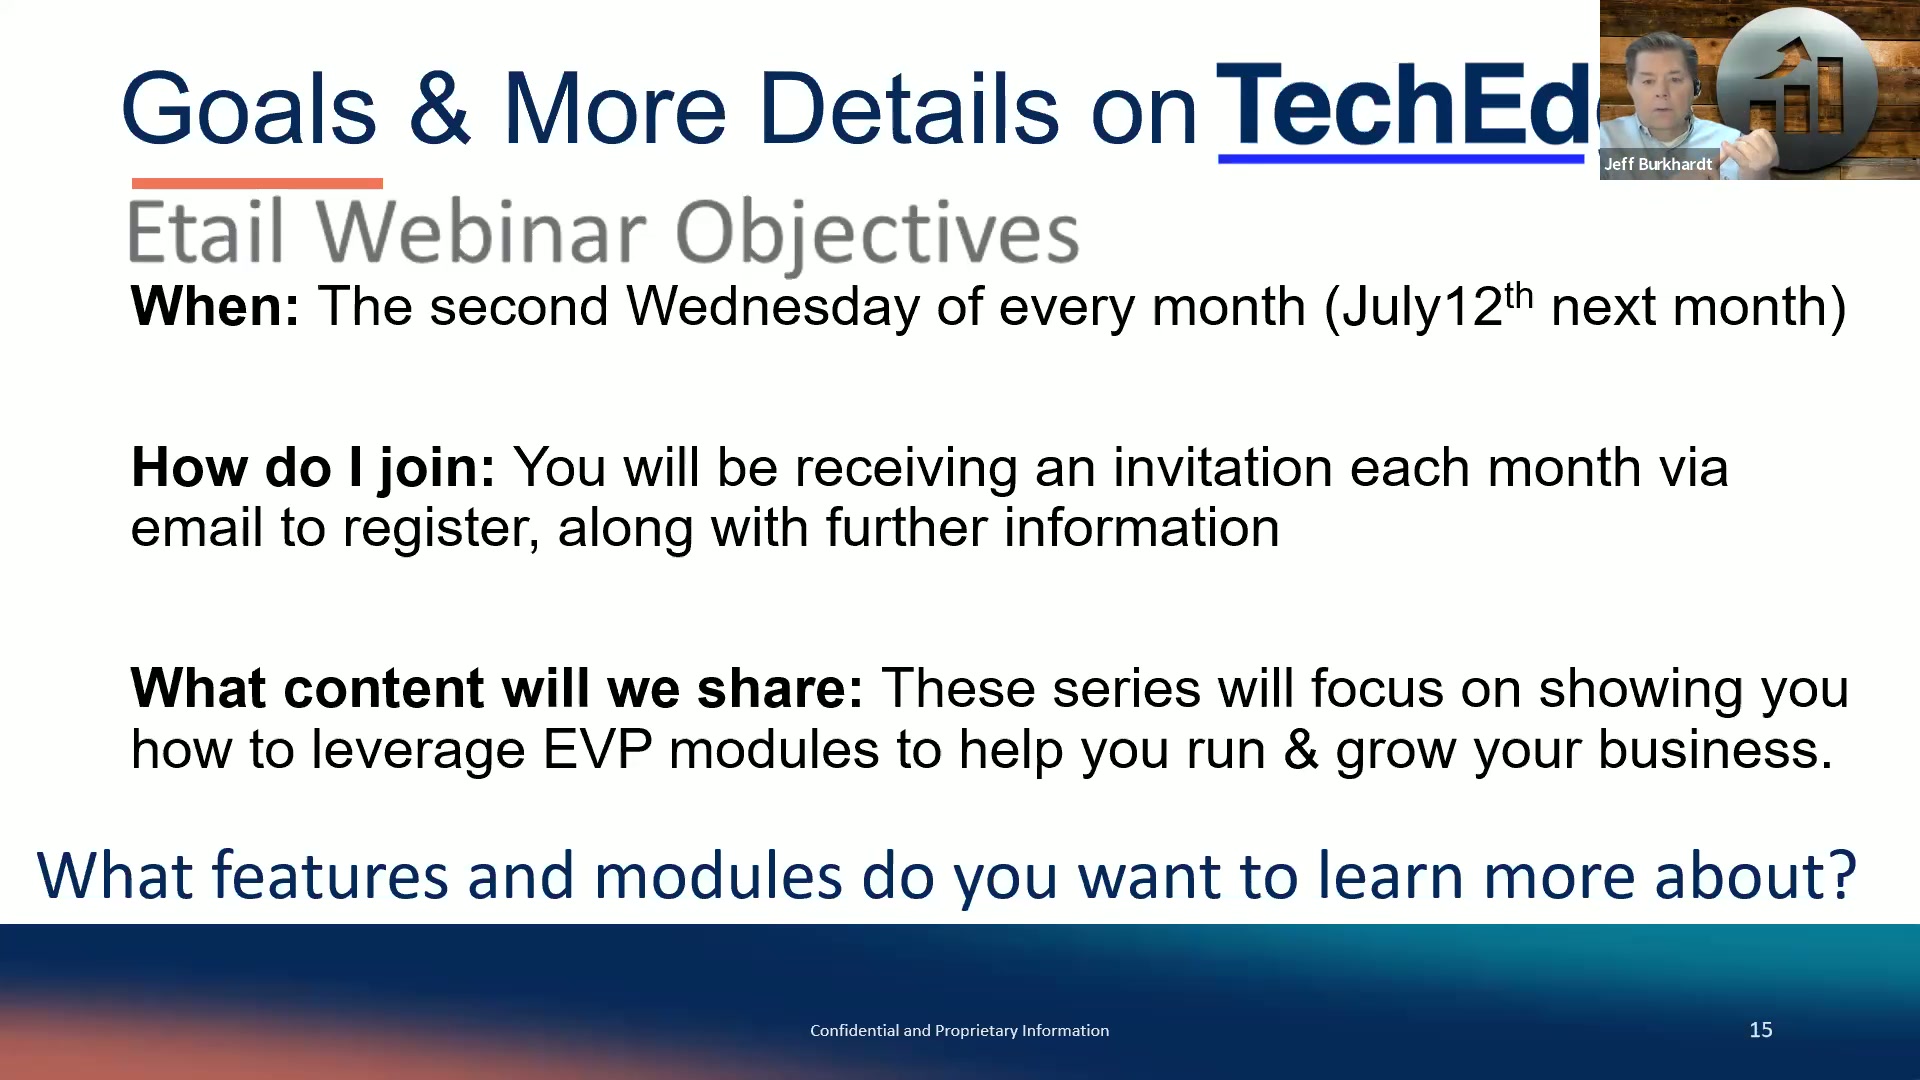 Goals & More Details on TechEd
Jeff Burkhardt
Etail Webinar Objectives
When: The second Wednesday of every month (July12th next month)
How do I join: You will be receiving an invitation each month via
email to register, along with further information
What content will we share: These series will focus on showing you
how to leverage EVP modules to help you run & grow your business.
What features and modules do you want to learn more about?
Confidential and Proprietary Information
15